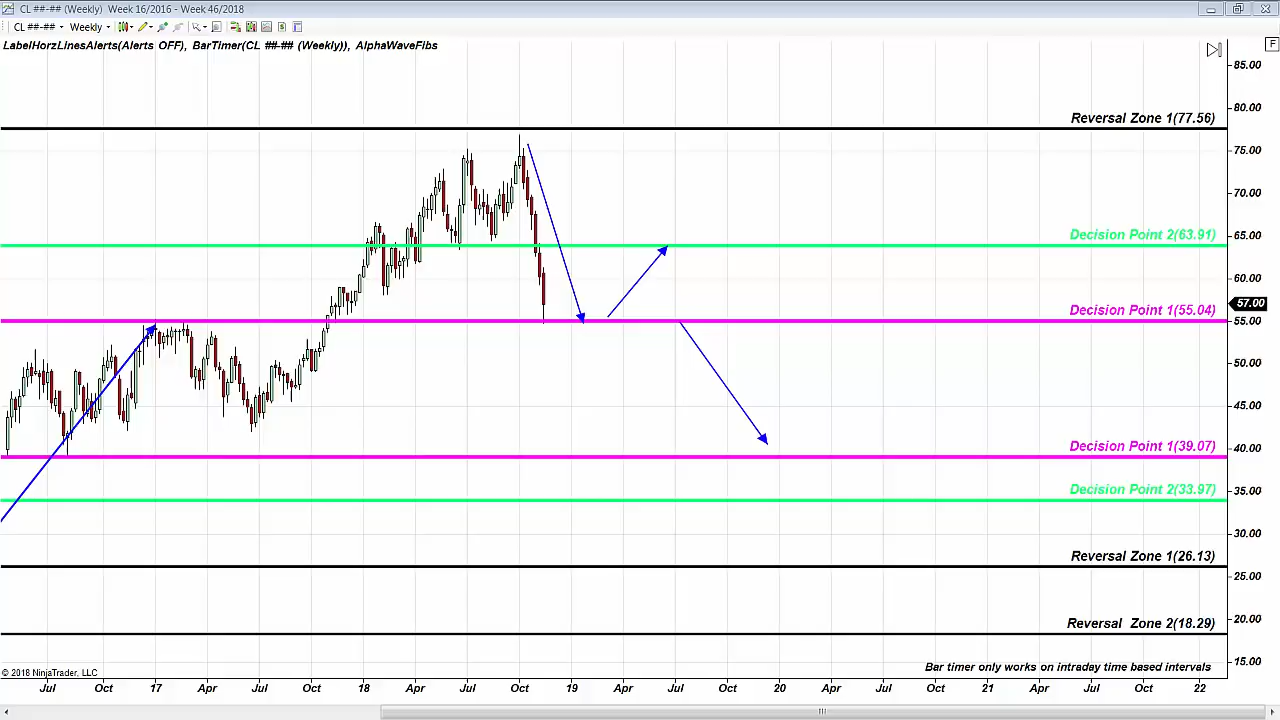 CL ##-## (Weekly)  Week 16/2016 - Week 46/2018
CL ##-## Weekly
LabelHorzLinesAlerts(Alerts OFF), BarTimer(CL ##-## (Weekly)), AlphaWaveFibs
F
85.00
80.00
Reversal Zone 1(77.56)
75.00
70.00
65.00
Decision Point 2(63.91)
60.00
57.00
Decision Point 1(55.04)
55.00
50.00
45.00
Decision Point 1(39.07)
40.00
Decision Point 2(33.97)
35.00
30.00
Reversal Zone 1(26.13)
25.00
Reversal  Zone 2(18.29)
20.00
Bar timer only works on intraday time based intervals
15.00
© 2018 NinjaTrader, LLC
Jul Oct 17 Apr Jul Oct 18 Apr Jul Oct 19 Apr Jul Oct 20 Apr Jul Oct 21 Apr Jul Oct 22